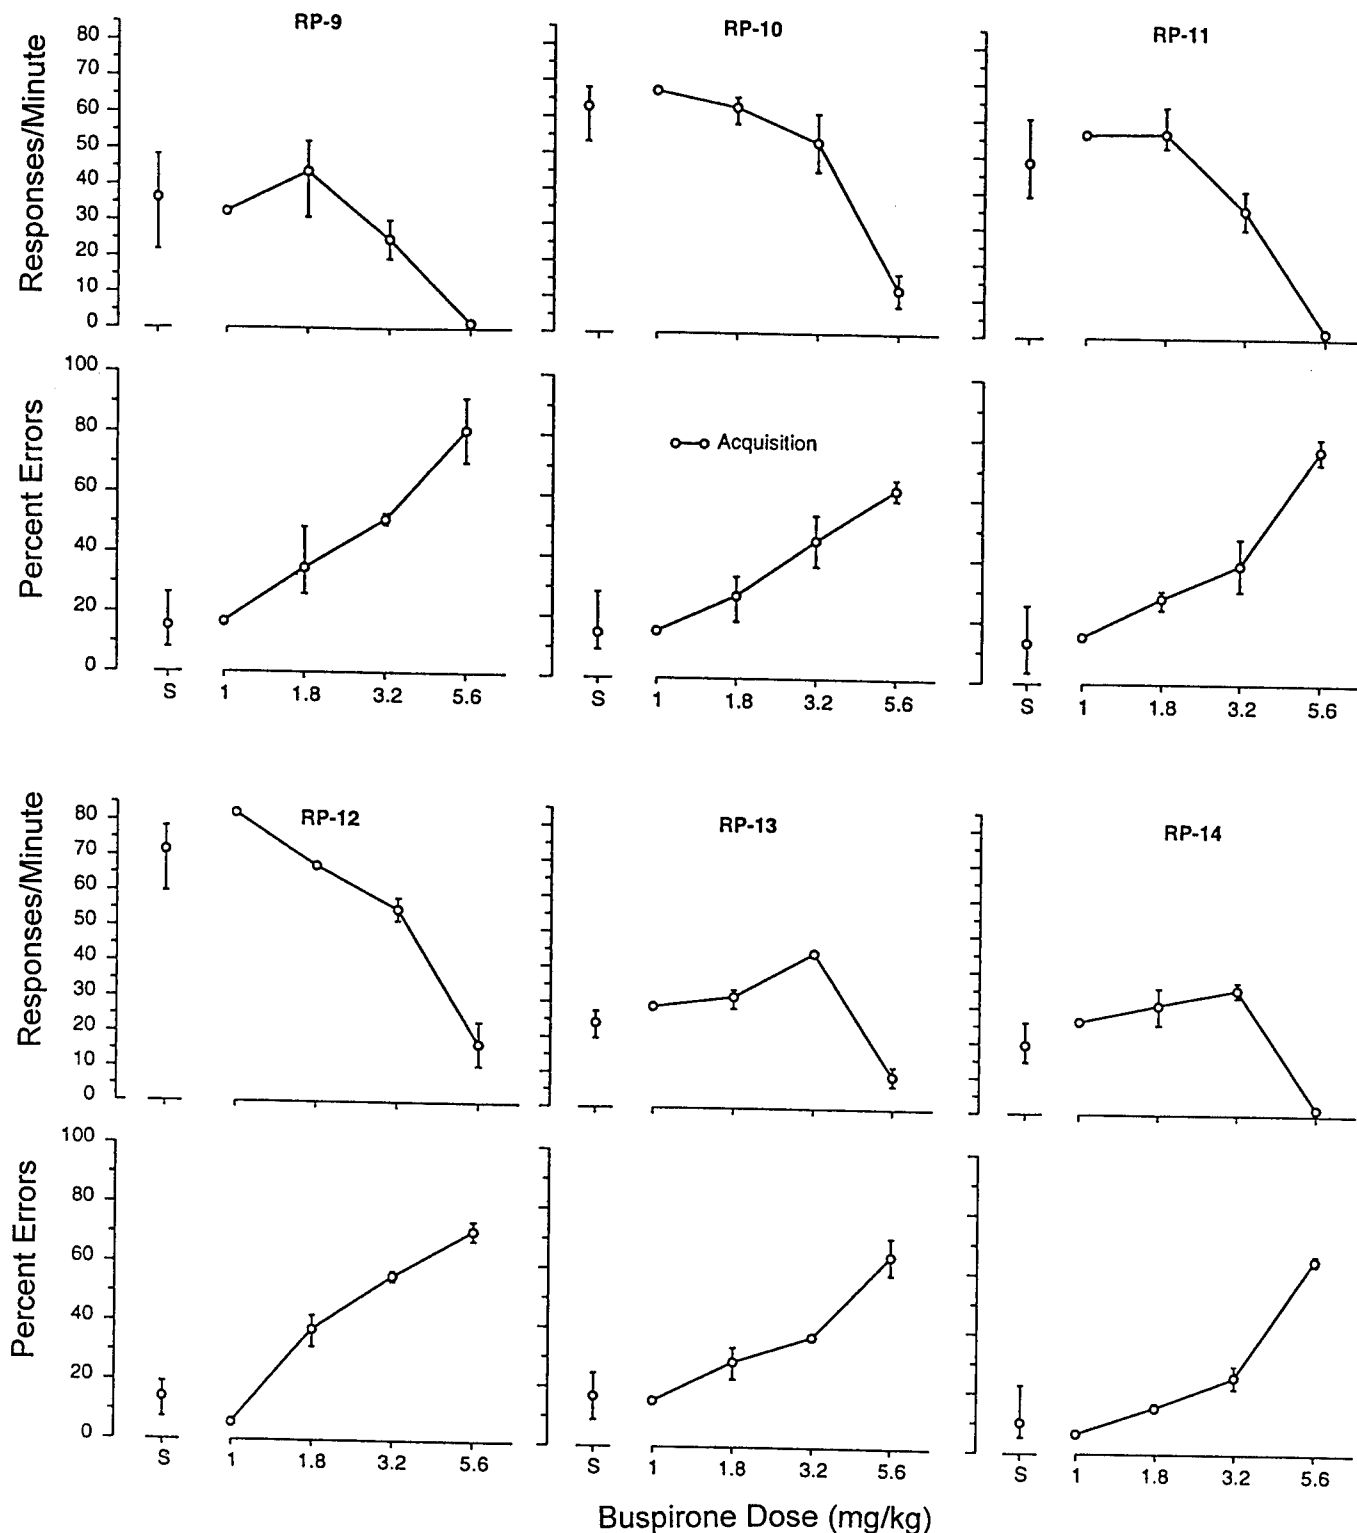 RP-9
RP-10
RP-11
Responses/Minute
80
70
60
50
40
30
20
10
0
Percent Errors
100
80
60
40
20
0
Acquisition
S 1 1.8 3.2 5.6
S 1 1.8 3.2 5.6
S 1 1.8 3.2 5.6
RP-12
RP-13
RP-14
Responses/Minute
80
70
60
50
40
30
20
10
0
Percent Errors
100
80
60
40
20
0
S 1 1.8 3.2 5.6
S 1 1.8 3.2 5.6
S 1 1.8 3.2 5.6
Buspirone Dose (mg/kg)